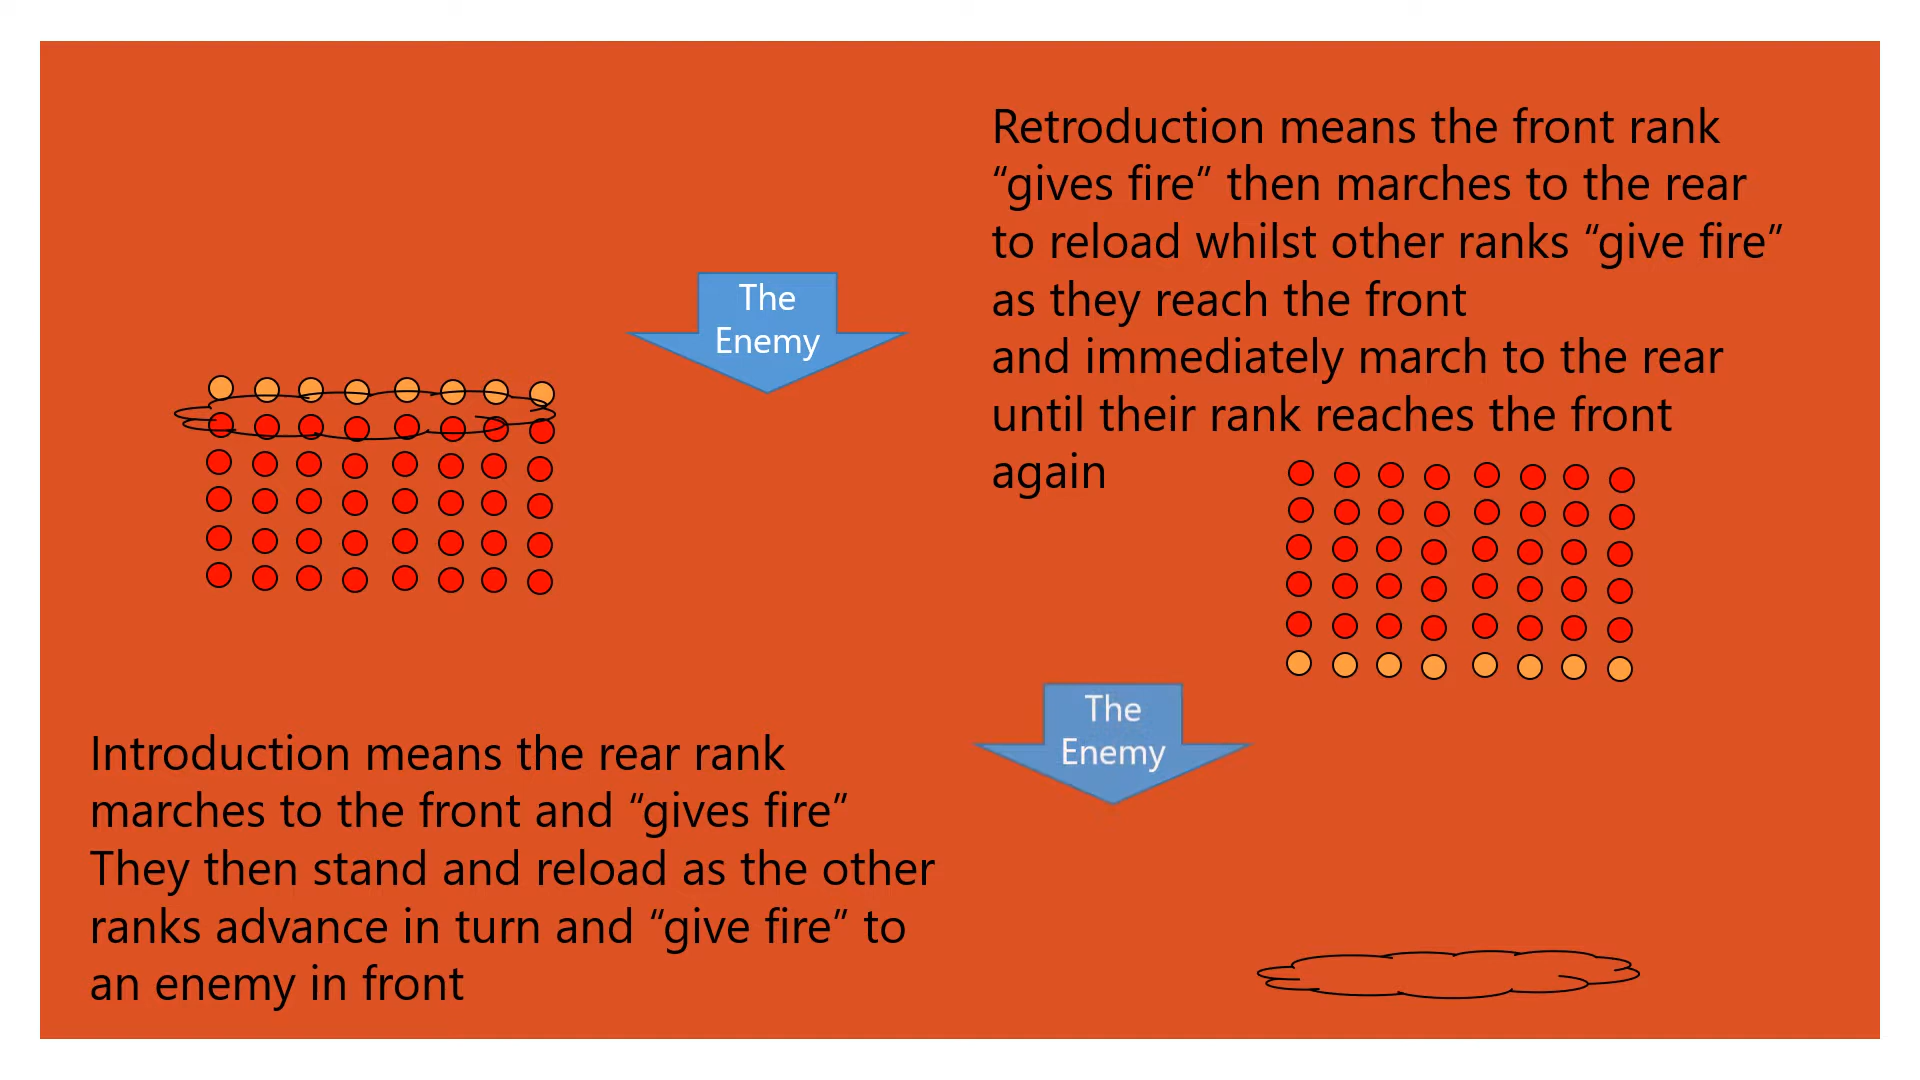 Retroduction means the front rank
“gives fire” then marches to the rear
to reload whilst other ranks “give fire”
as they reach the front
and immediately march to the rear
until their rank reaches the front
again
The
Enemy
The
Enemy
Introduction means the rear rank
marches to the front and “gives fire”
They then stand and reload as the other
ranks advance in turn and “give fire” to
an enemy in front